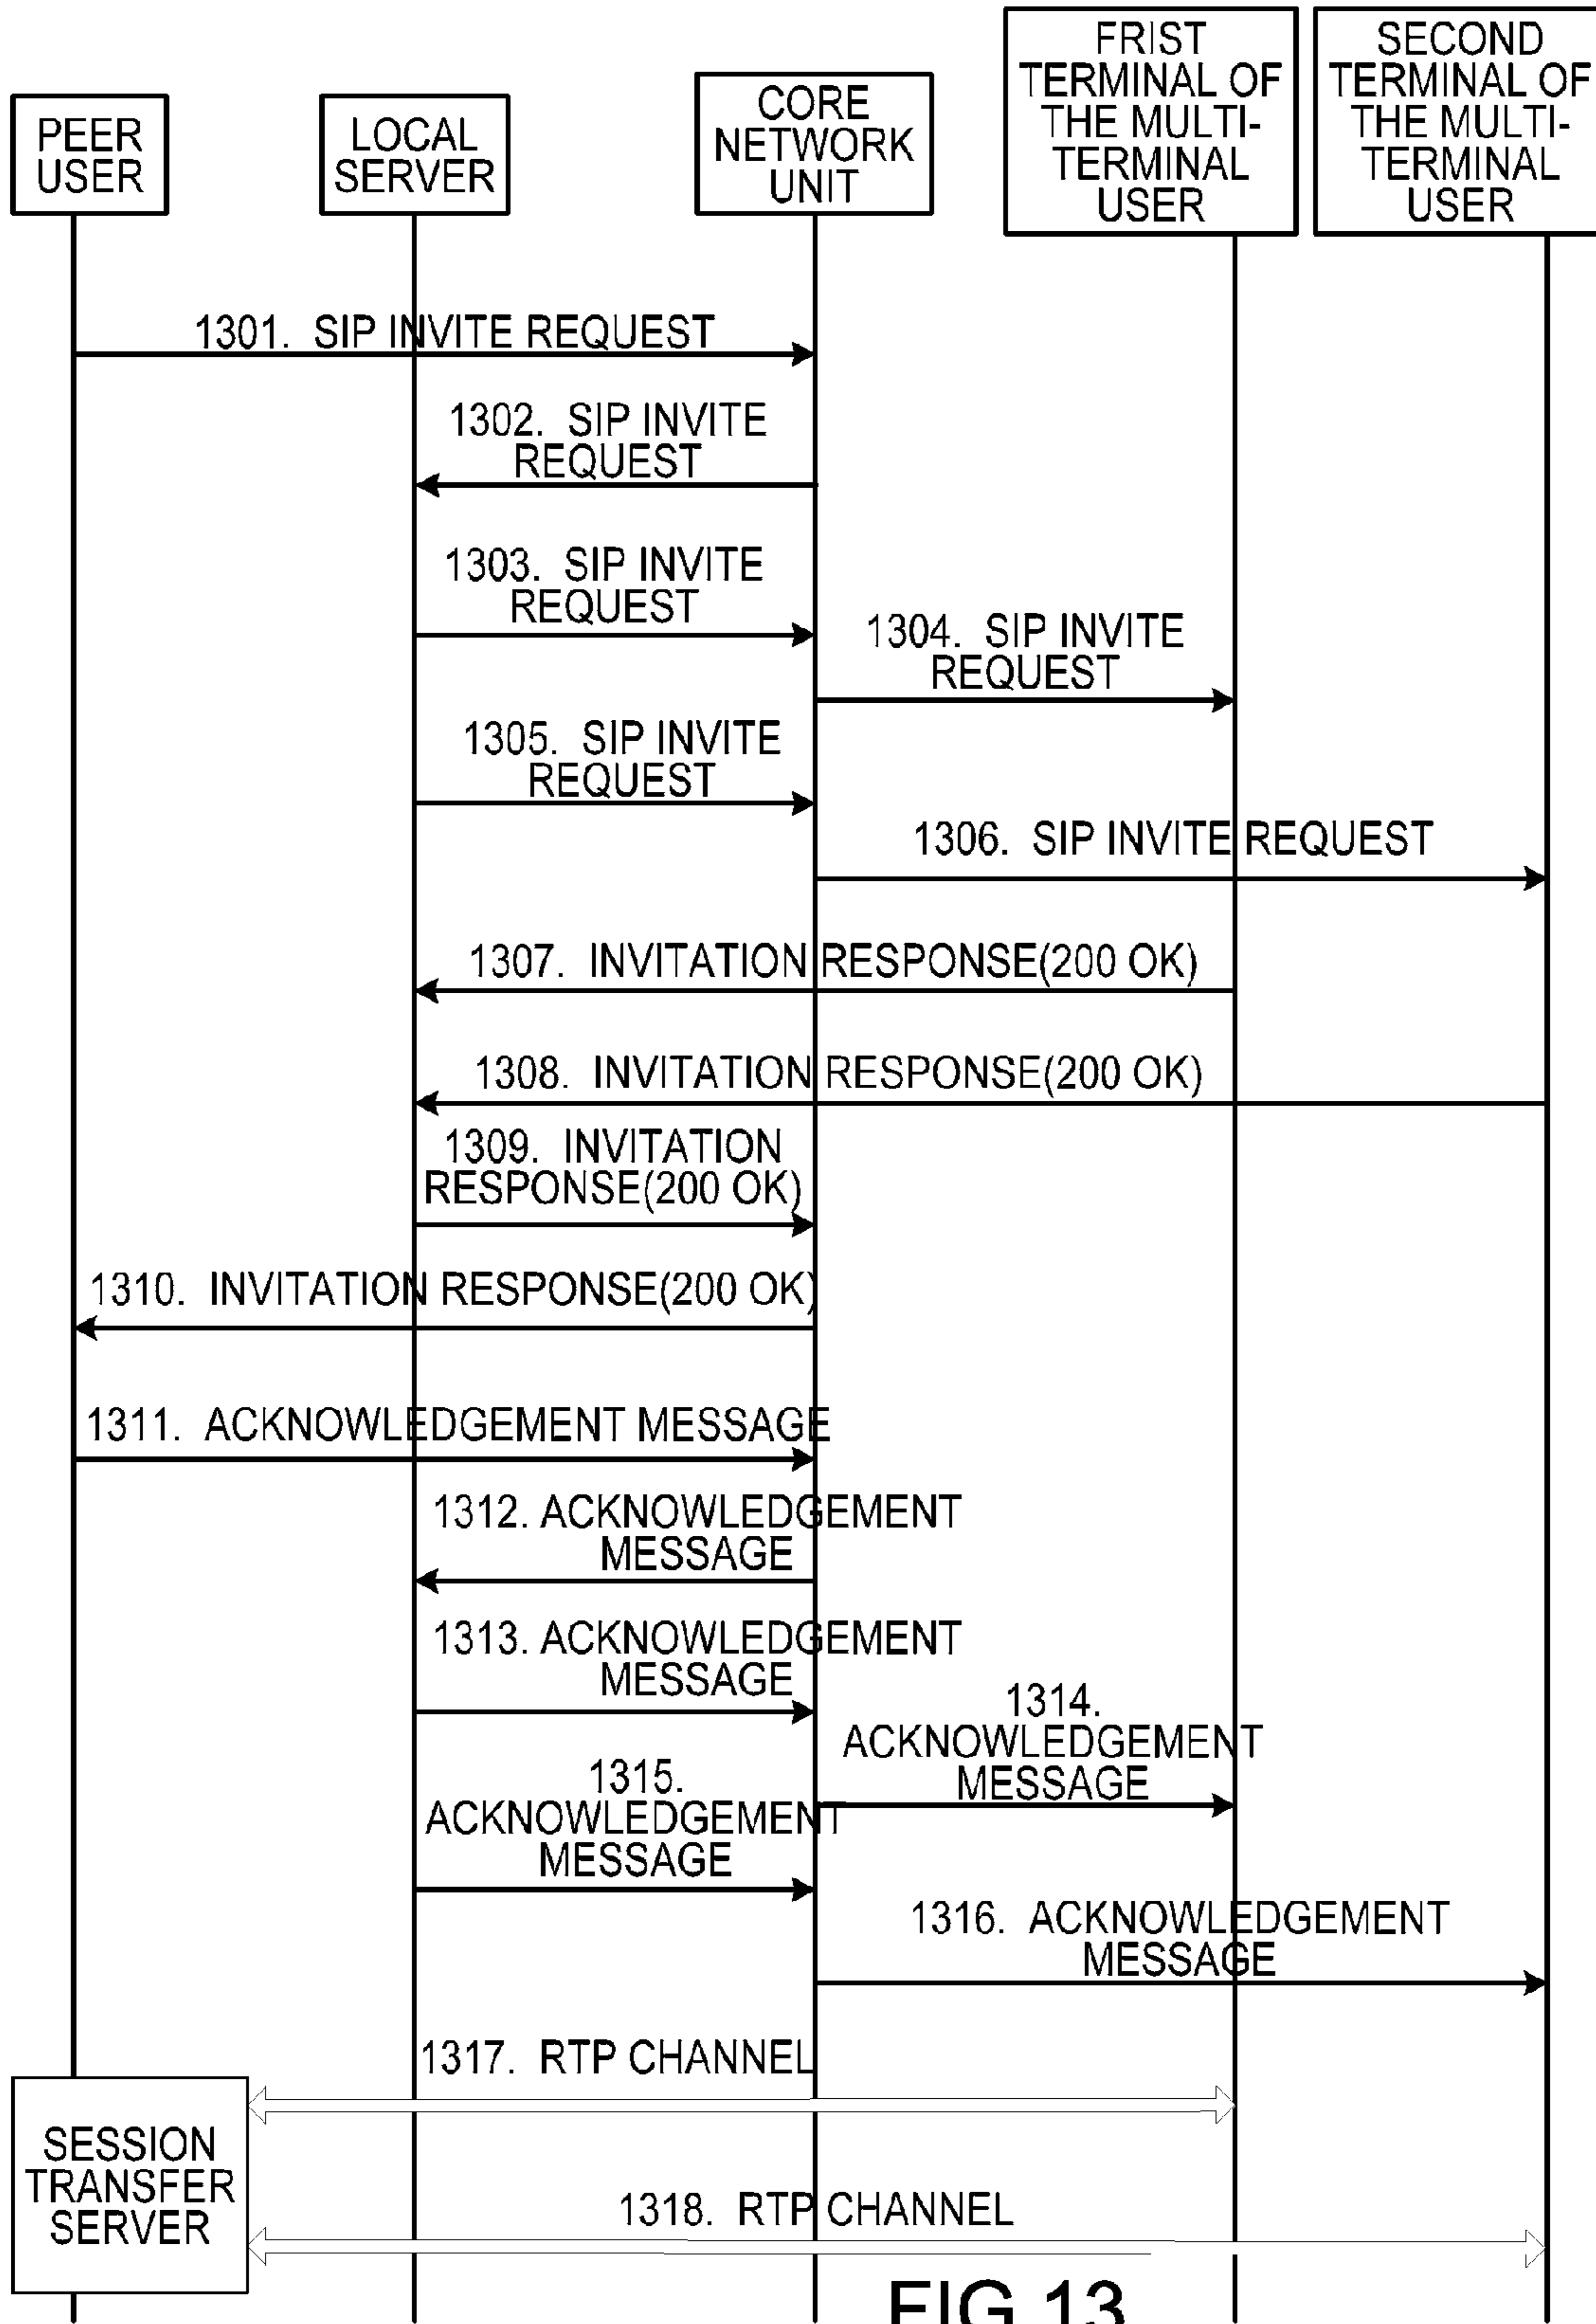 PEER
USER
LOCAL
SERVER
CORE
NETWORK
UNIT
FRIST
TERMINAL OF
THE MULTI-
TERMINAL
USER
SECOND
TERMINAL OF
THE MULTI-
TERMINAL
USER
1301. SIP INVITE REQUEST
1302. SIP INVITE
REQUEST
1303. SIP INVITE
REQUEST
1304. SIP INVITE
REQUEST
1305. SIP INVITE
REQUEST
1306. SIP INVITE REQUEST
1307. INVITATION RESPONSE(200 OK)
1308. INVITATION RESPONSE(200 OK)
1309. INVITATION
RESPONSE(200 OK)
1310. INVITATION RESPONSE(200 OK)
1311. ACKNOWLEDGEMENT MESSAGE
1312. ACKNOWLEDGEMENT
MESSAGE
1313. ACKNOWLEDGEMENT
MESSAGE
1314.
ACKNOWLEDGEMENT
MESSAGE
1315.
ACKNOWLEDGEMENT
MESSAGE
1316. ACKNOWLEDGEMENT
MESSAGE
1317. RTP CHANNEL
SESSION
TRANSFER
SERVER
1318. RTP CHANNEL
FIG 13